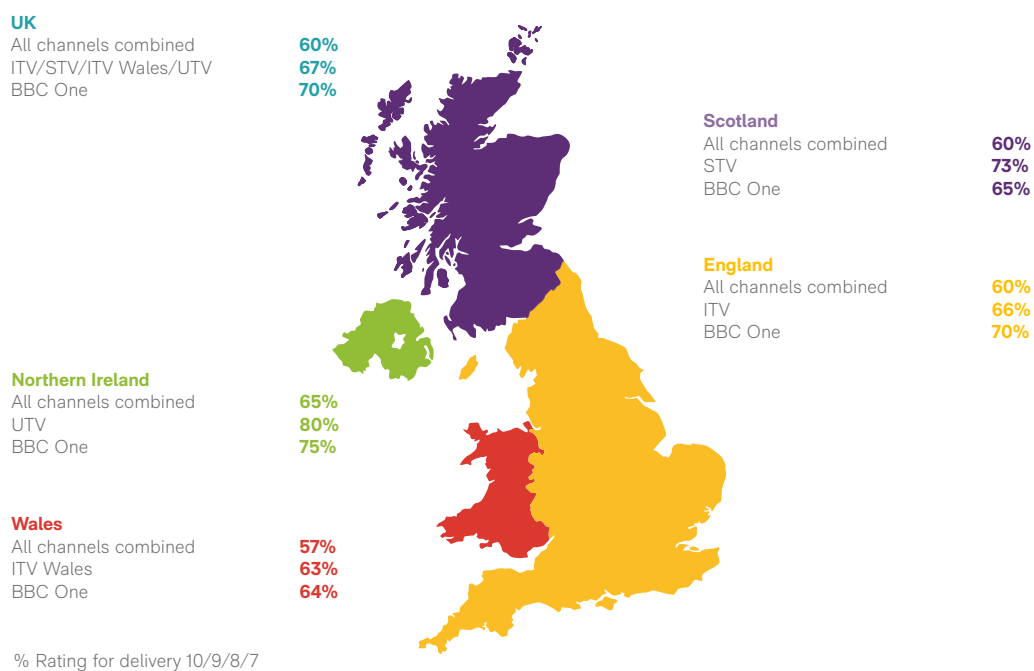 UK
All channels combined 60%
ITV/STV/ITV Wales/UTV 67%
BBC One 70%
Scotland
All channels combined 60%
STV 73%
BBC One 65%
England
All channels combined 60%
ITV 66%
BBC One 70%
Northern Ireland
All channels combined 65%
UTV 80%
BBC One 75%
Wales
All channels combined 57%
ITV Wales 63%
BBC One 64%
% Rating for delivery 10/9/8/7